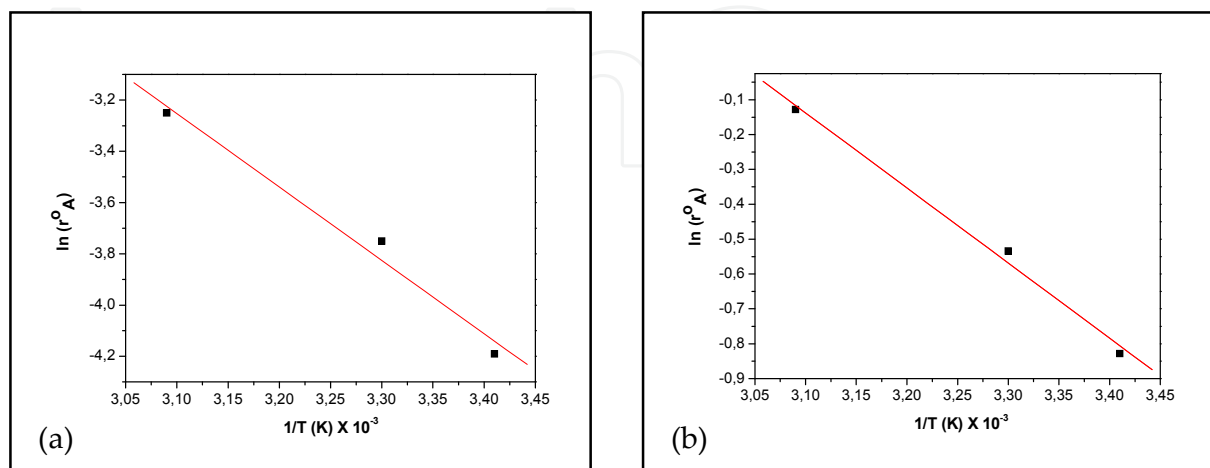 -3,2
-3,4
-3,6
-3,8
-4,0
-4,2
ln (rºA)
3,05 3,10 3,15 3,20 3,25 3,30 3,35 3,40 3,45
1/T (K) X 10⁻³
(a)
-0,1
-0,2
-0,3
-0,4
-0,5
-0,6
-0,7
-0,8
-0,9
ln (rºA)
3,05 3,10 3,15 3,20 3,25 3,30 3,35 3,40 3,45
1/T (K) X 10⁻³
(b)